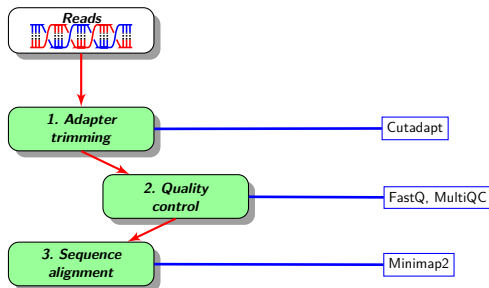 Reads
1. Adapter
trimming
Cutadapt
2. Quality
control
FastQ, MultiQC
3. Sequence
alignment
Minimap2